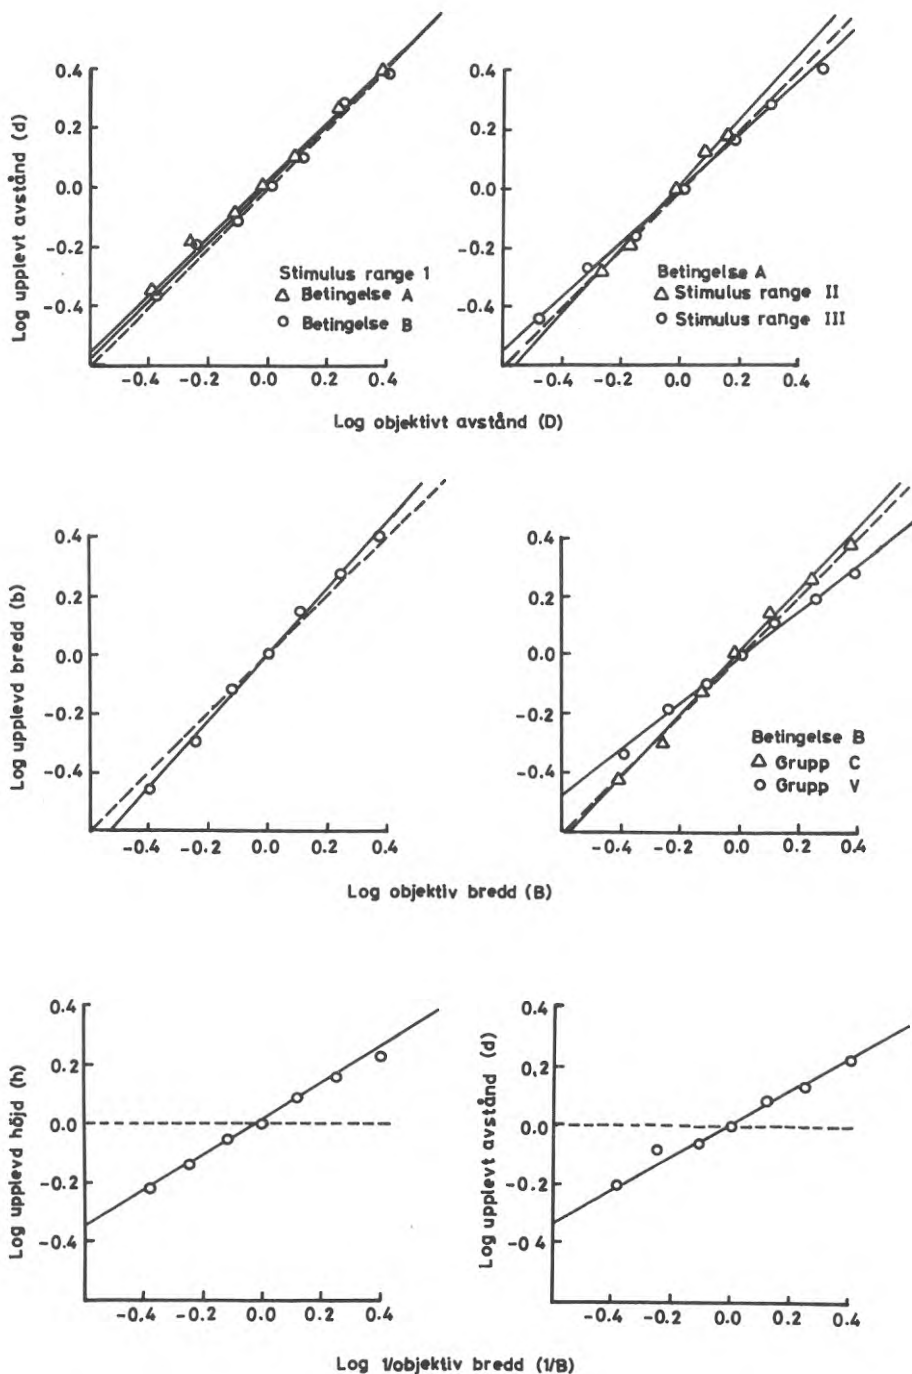 Log upplevt avstånd (d)
0.4
0.2
0.0
-0.2
-0.4
Stimulus range 1
△ Betingelse A
○ Betingelse B
-0.4 -0.2 0.0 0.2 0.4
0.4
0.2
0.0
-0.2
-0.4
Betingelse A
△ Stimulus range II
○ Stimulus range III
-0.4 -0.2 0.0 0.2 0.4
Log objektivt avstånd (D)
Log upplevd bredd (b)
0.4
0.2
0.0
-0.2
-0.4
-0.4 -0.2 0.0 0.2 0.4
0.4
0.2
0.0
-0.2
-0.4
Betingelse B
△ Grupp C
○ Grupp V
-0.4 -0.2 0.0 0.2 0.4
Log objektiv bredd (B)
Log upplevd höjd (h)
0.4
0.2
0.0
-0.2
-0.4
-0.4 -0.2 0.0 0.2 0.4
Log upplevt avstånd (d)
0.4
0.2
0.0
-0.2
-0.4
-0.4 -0.2 0.0 0.2 0.4
Log 1/objektiv bredd (1/B)